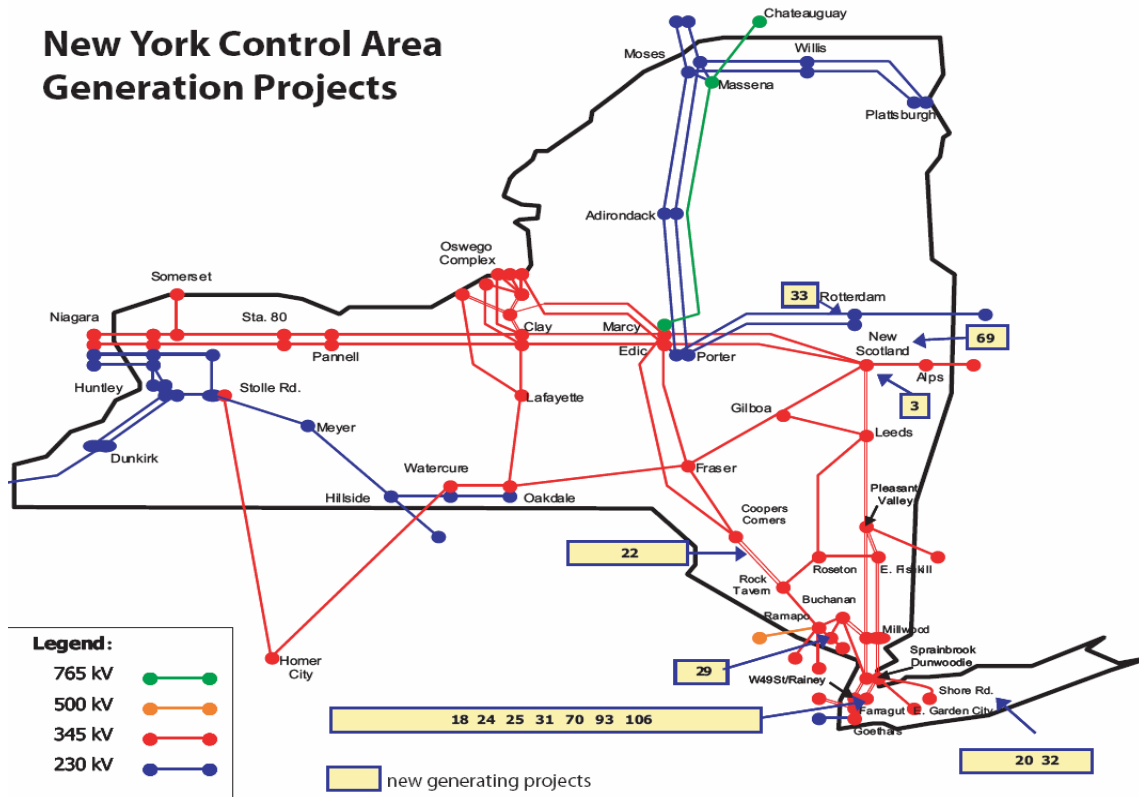 New York Control Area
Generation Projects
Chateauguay
Moses
Willis
Massena
Plattsburgh
Adirondack
Oswego
Complex
Somerset
33
Rotterdam
Niagara
Sta. 80
Clay
Marcy
New
Scotland
69
Pannell
Edic
Porter
Huntley
Stolle Rd.
Lafayette
Alps
3
Gilboa
Meyer
Leeds
Dunkirk
Watercure
Fraser
Hillside
Oakdale
Pleasant
Valley
Coopers
Corners
22
Rock
Tavern
Roseton
E. Fishkill
Buchanan
Ramapo
Millwood
Homer
City
29
Sprainbrook
Dunwoodie
W49St/Rainey
Shore Rd.
Farragut
E. Garden City
Goethals
18 24 25 31 70 93 106
20 32
Legend:
765 kV
500 kV
345 kV
230 kV
new generating projects